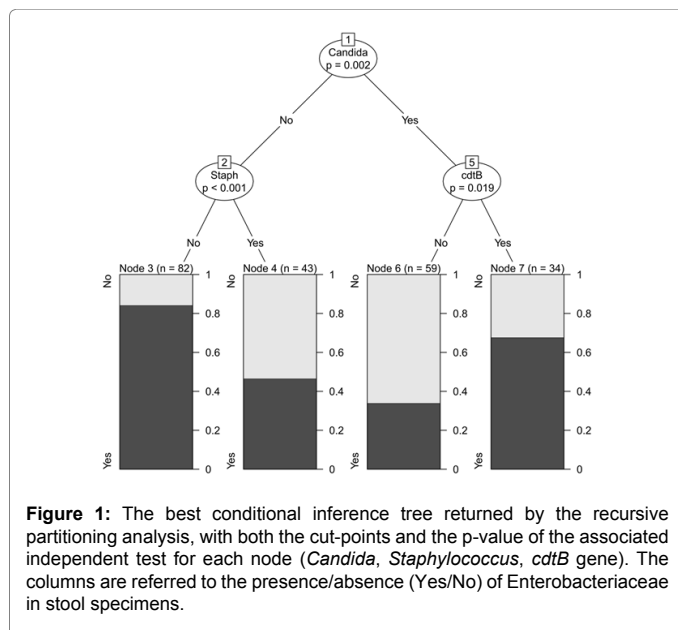 1
Candida
p = 0.002
No
Yes
2
Staph
p < 0.001
5
cdtB
p = 0.019
No
Yes
No
Yes
Node 3 (n = 82)
No
Yes
1
0.8
0.6
0.4
0.2
0
Node 4 (n = 43)
No
Yes
1
0.8
0.6
0.4
0.2
0
Node 6 (n = 59)
No
Yes
1
0.8
0.6
0.4
0.2
0
Node 7 (n = 34)
No
Yes
1
0.8
0.6
0.4
0.2
0
Figure 1: The best conditional inference tree returned by the recursive
partitioning analysis, with both the cut-points and the p-value of the associated
independent test for each node (Candida, Staphylococcus, cdtB gene). The
columns are referred to the presence/absence (Yes/No) of Enterobacteriaceae
in stool specimens.